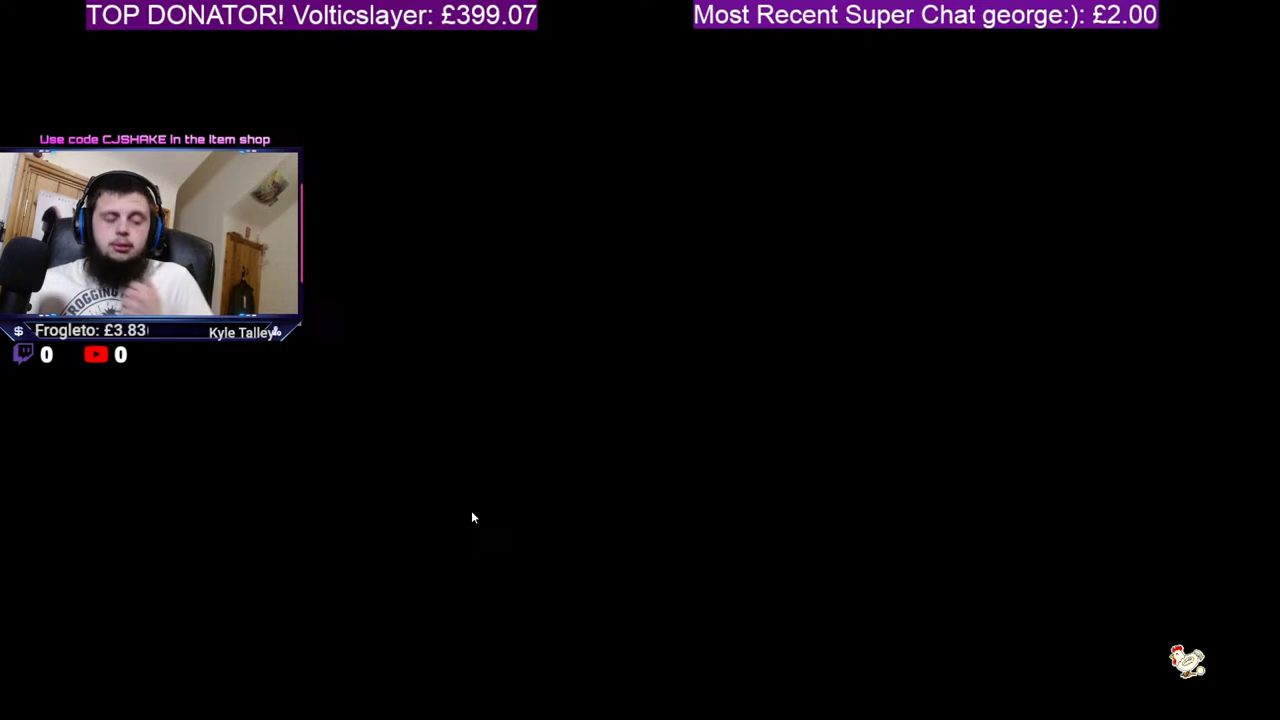 TOP DONATOR! Volticslayer: £399.07
Most Recent Super Chat george:): £2.00
Use code CJSHAKE in the item shop
Frogleto: £3.83
Kyle Talley
0
0